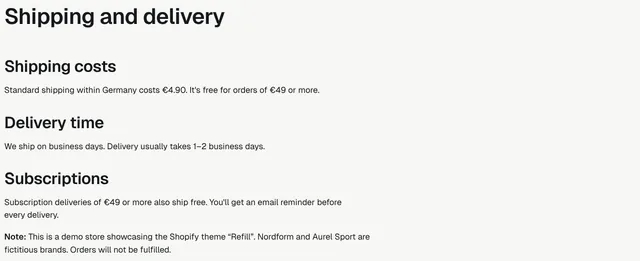 Shipping and delivery
Shipping costs
Standard shipping within Germany costs €4.90. It's free for orders of €49 or more.
Delivery time
We ship on business days. Delivery usually takes 1–2 business days.
Subscriptions
Subscription deliveries of €49 or more also ship free. You'll get an email reminder before
every delivery.
Note: This is a demo store showcasing the Shopify theme “Refill”. Nordform and Aurel Sport are
fictitious brands. Orders will not be fulfilled.